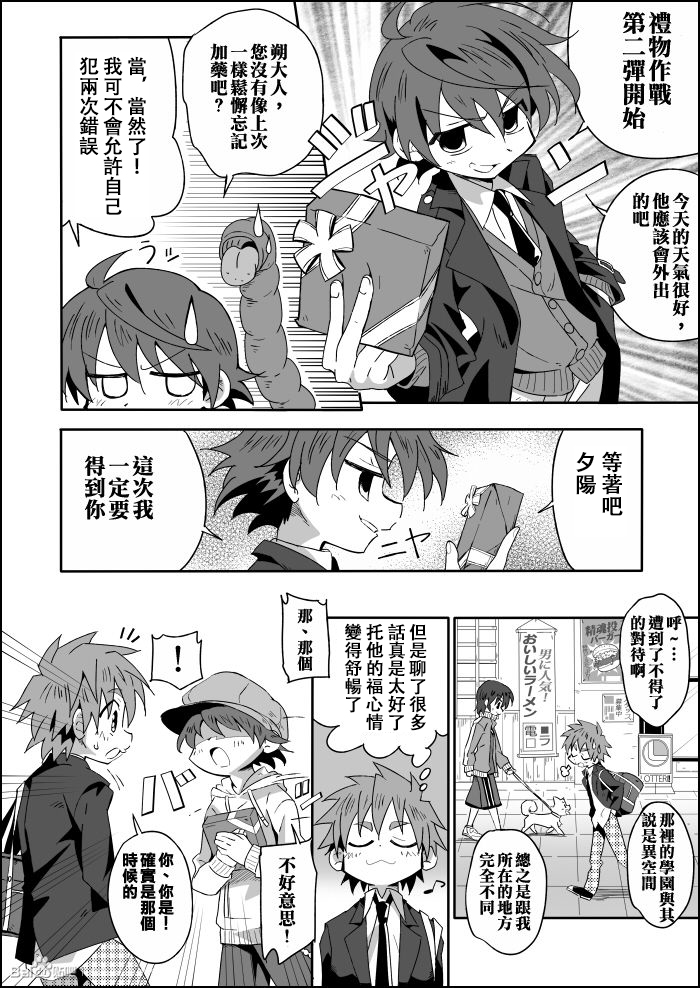 禮物作戰
第二彈開始
今天的天氣很好，
他應該會外出
的吧
ジャーン
朔大人，
您沒有像上次
一樣鬆懈忘記
加藥吧？
當，當然了！
我可不會允許自己
犯兩次錯誤
等著吧
夕陽
ニヤ
這次我
一定要
得到你
呼~…
遭到了不得了
的對待啊
男に人気！
おいしいラーメン
那裡的學園與其
說是異空間
總之是跟我
所在的地方
完全不同
LOTTERI
但是聊了很多
話真是太好了
托他的福心情
變得舒暢了
那、那個
！
不好意思！
你、你是！
確實是那個
時候的